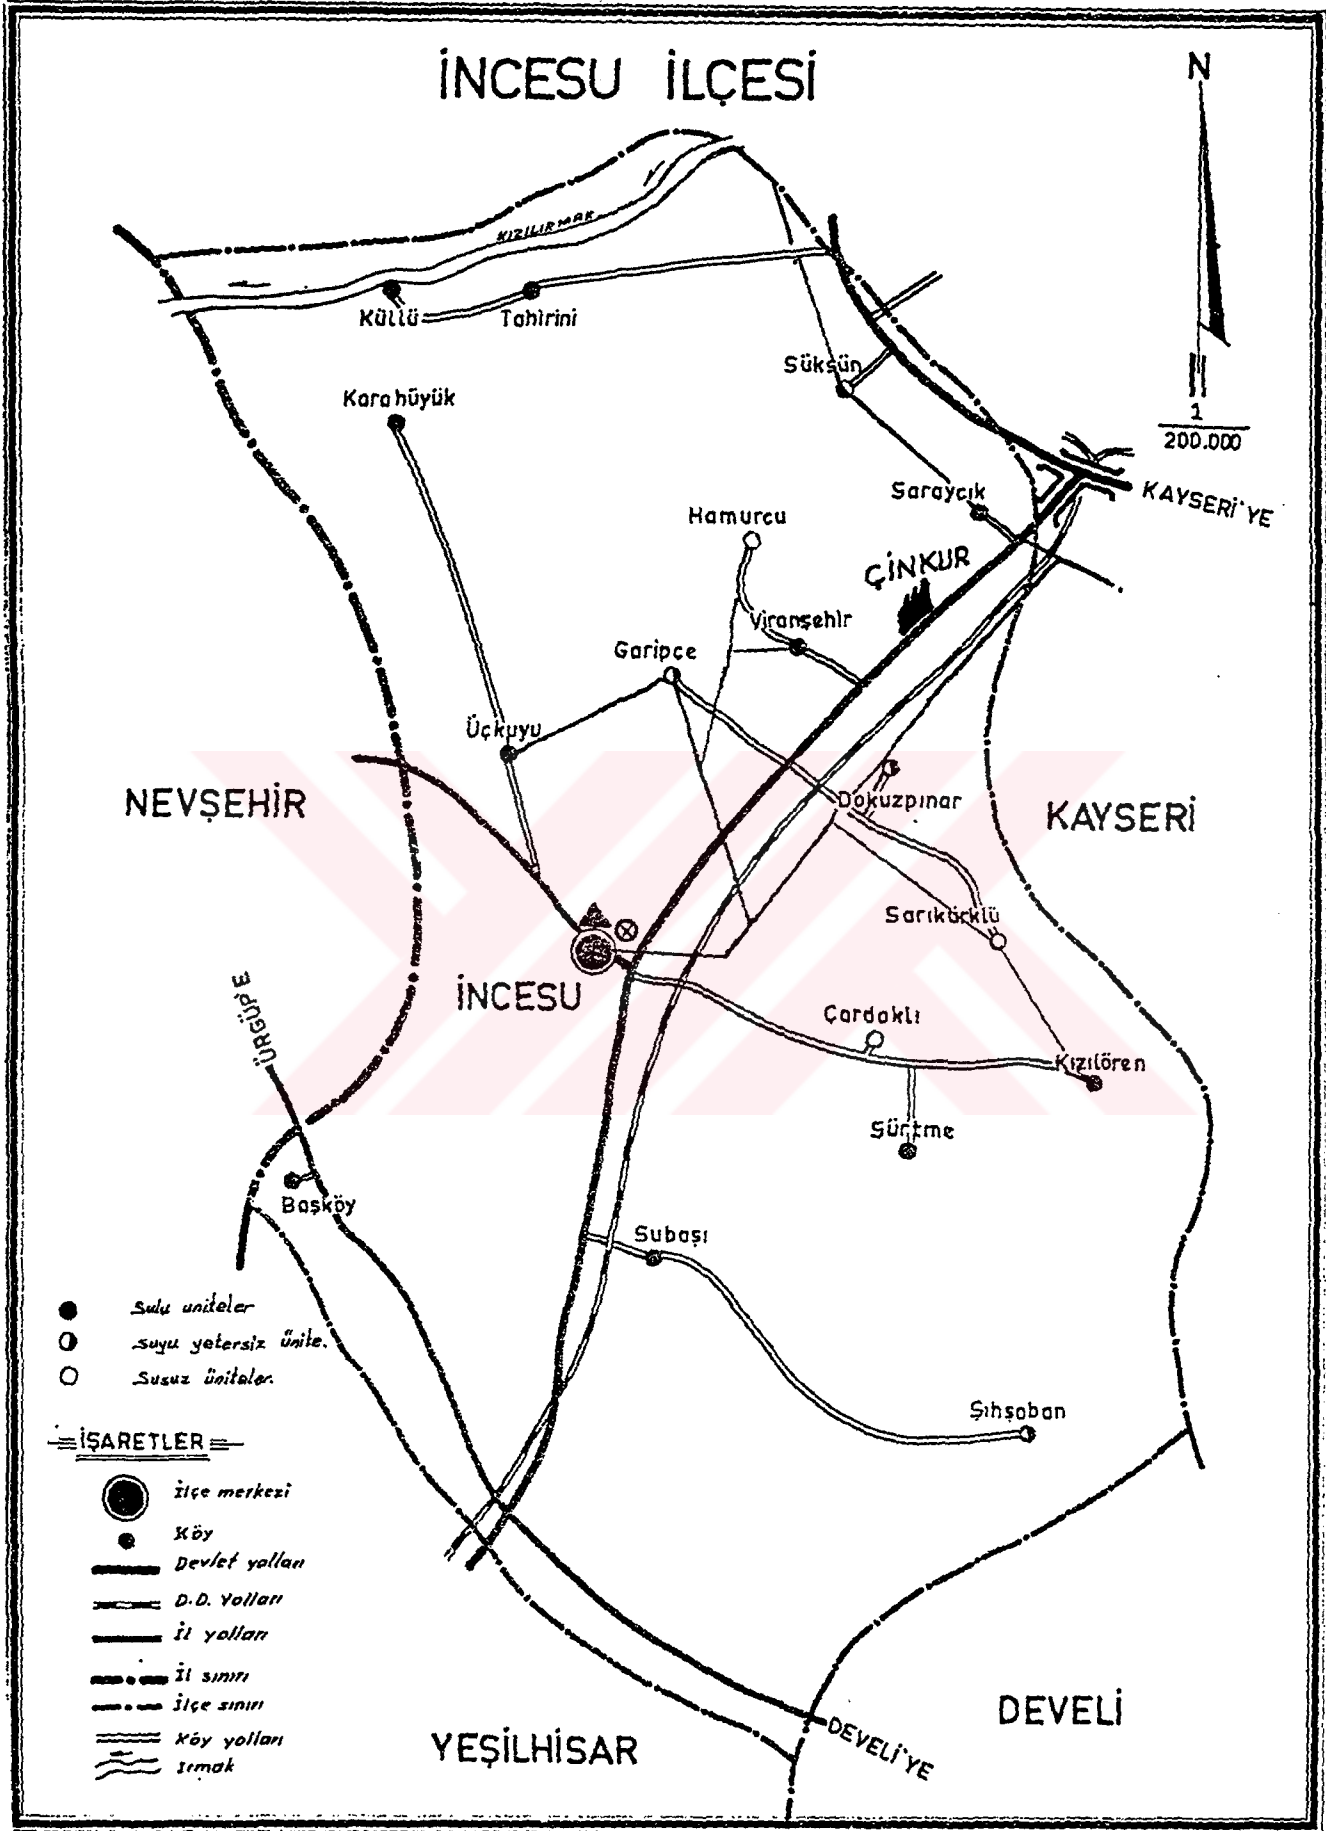 İNCESU İLÇESİ
N
1
200.000
KIZILIRMAK
Küllü
Tahirini
Süksün
Karahüyük
Saraycık
KAYSERİ'YE
Hamurcu
ÇİNKUR
Viranşehir
Garipçe
Üçkuyu
NEVŞEHİR
Dokuzpınar
KAYSERİ
Sarıkürklü
İNCESU
ÜRGÜP'E
Çardaklı
Kızılören
Şürtme
Başköy
Subaşı
Sulu üniteler
Suyu yetersiz ünite.
Susuz üniteler.
Şıhşaban
İŞARETLER
İlçe merkezi
Köy
Devlet yolları
D.D. Yolları
İl yolları
İl sınırı
İlçe sınırı
Köy yolları
Irmak
DEVELİ
YEŞİLHİSAR
DEVELİ'YE